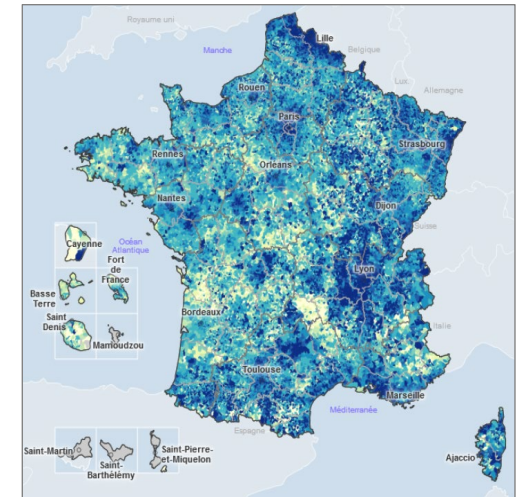 Royaume uni
Lille
Manche
Belgique
Lux.
Allemagne
Rouen
Paris
Strasbourg
Rennes
Orléans
Nantes
Dijon
Suisse
Cayenne
Océan
Atlantique
Fort
de
France
Lyon
Basse
Terre
Bordeaux
Saint
Denis
Italie
Mamoudzou
Toulouse
Marseille
Méditerranée
Espagne
Saint-Martin
Saint-
Barthélémy
Saint-Pierre-
et-Miquelon
Ajaccio